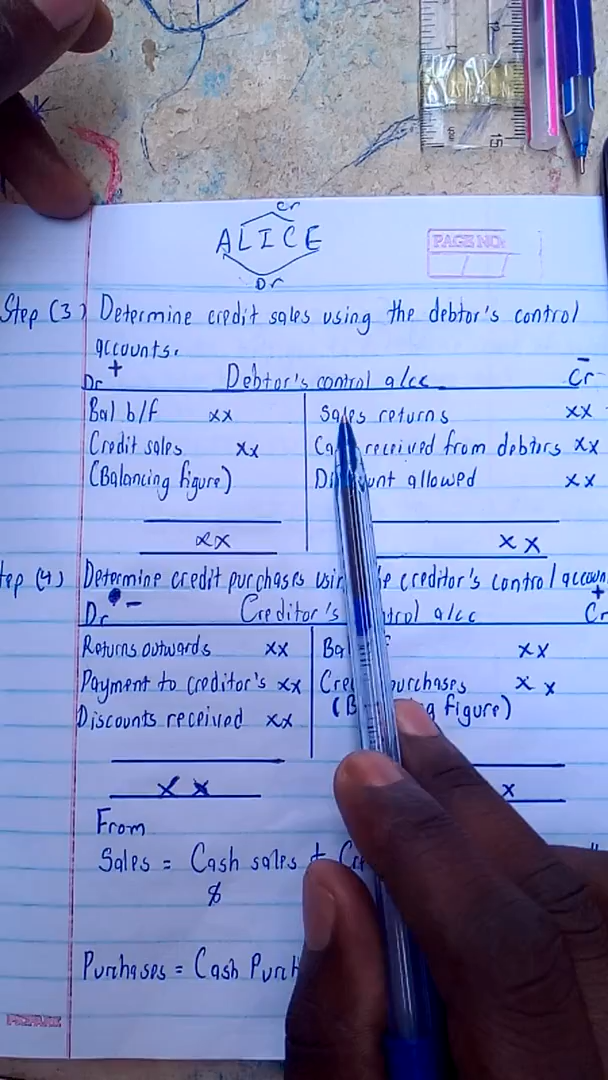 cr
ALICE
Dr
PAGE NO:
Step (3) Determine credit sales using the debtor's control
accounts.
Dr + Debtor's control a/cc Cr -
Bal b/f xx Sales returns xx
Credit sales xx received from debtors xx
(Balancing figure) allowed xx
xx xx
tep (4) Determine credit purchases creditor's control
Dr - Creditor's a/cc Cr +
Returns outwards xx xx
Payment to creditor's xx purchases xx
Discounts received xx figure)
xx x
From
Sales = Cash sales +
$
Purchases = Cash
15